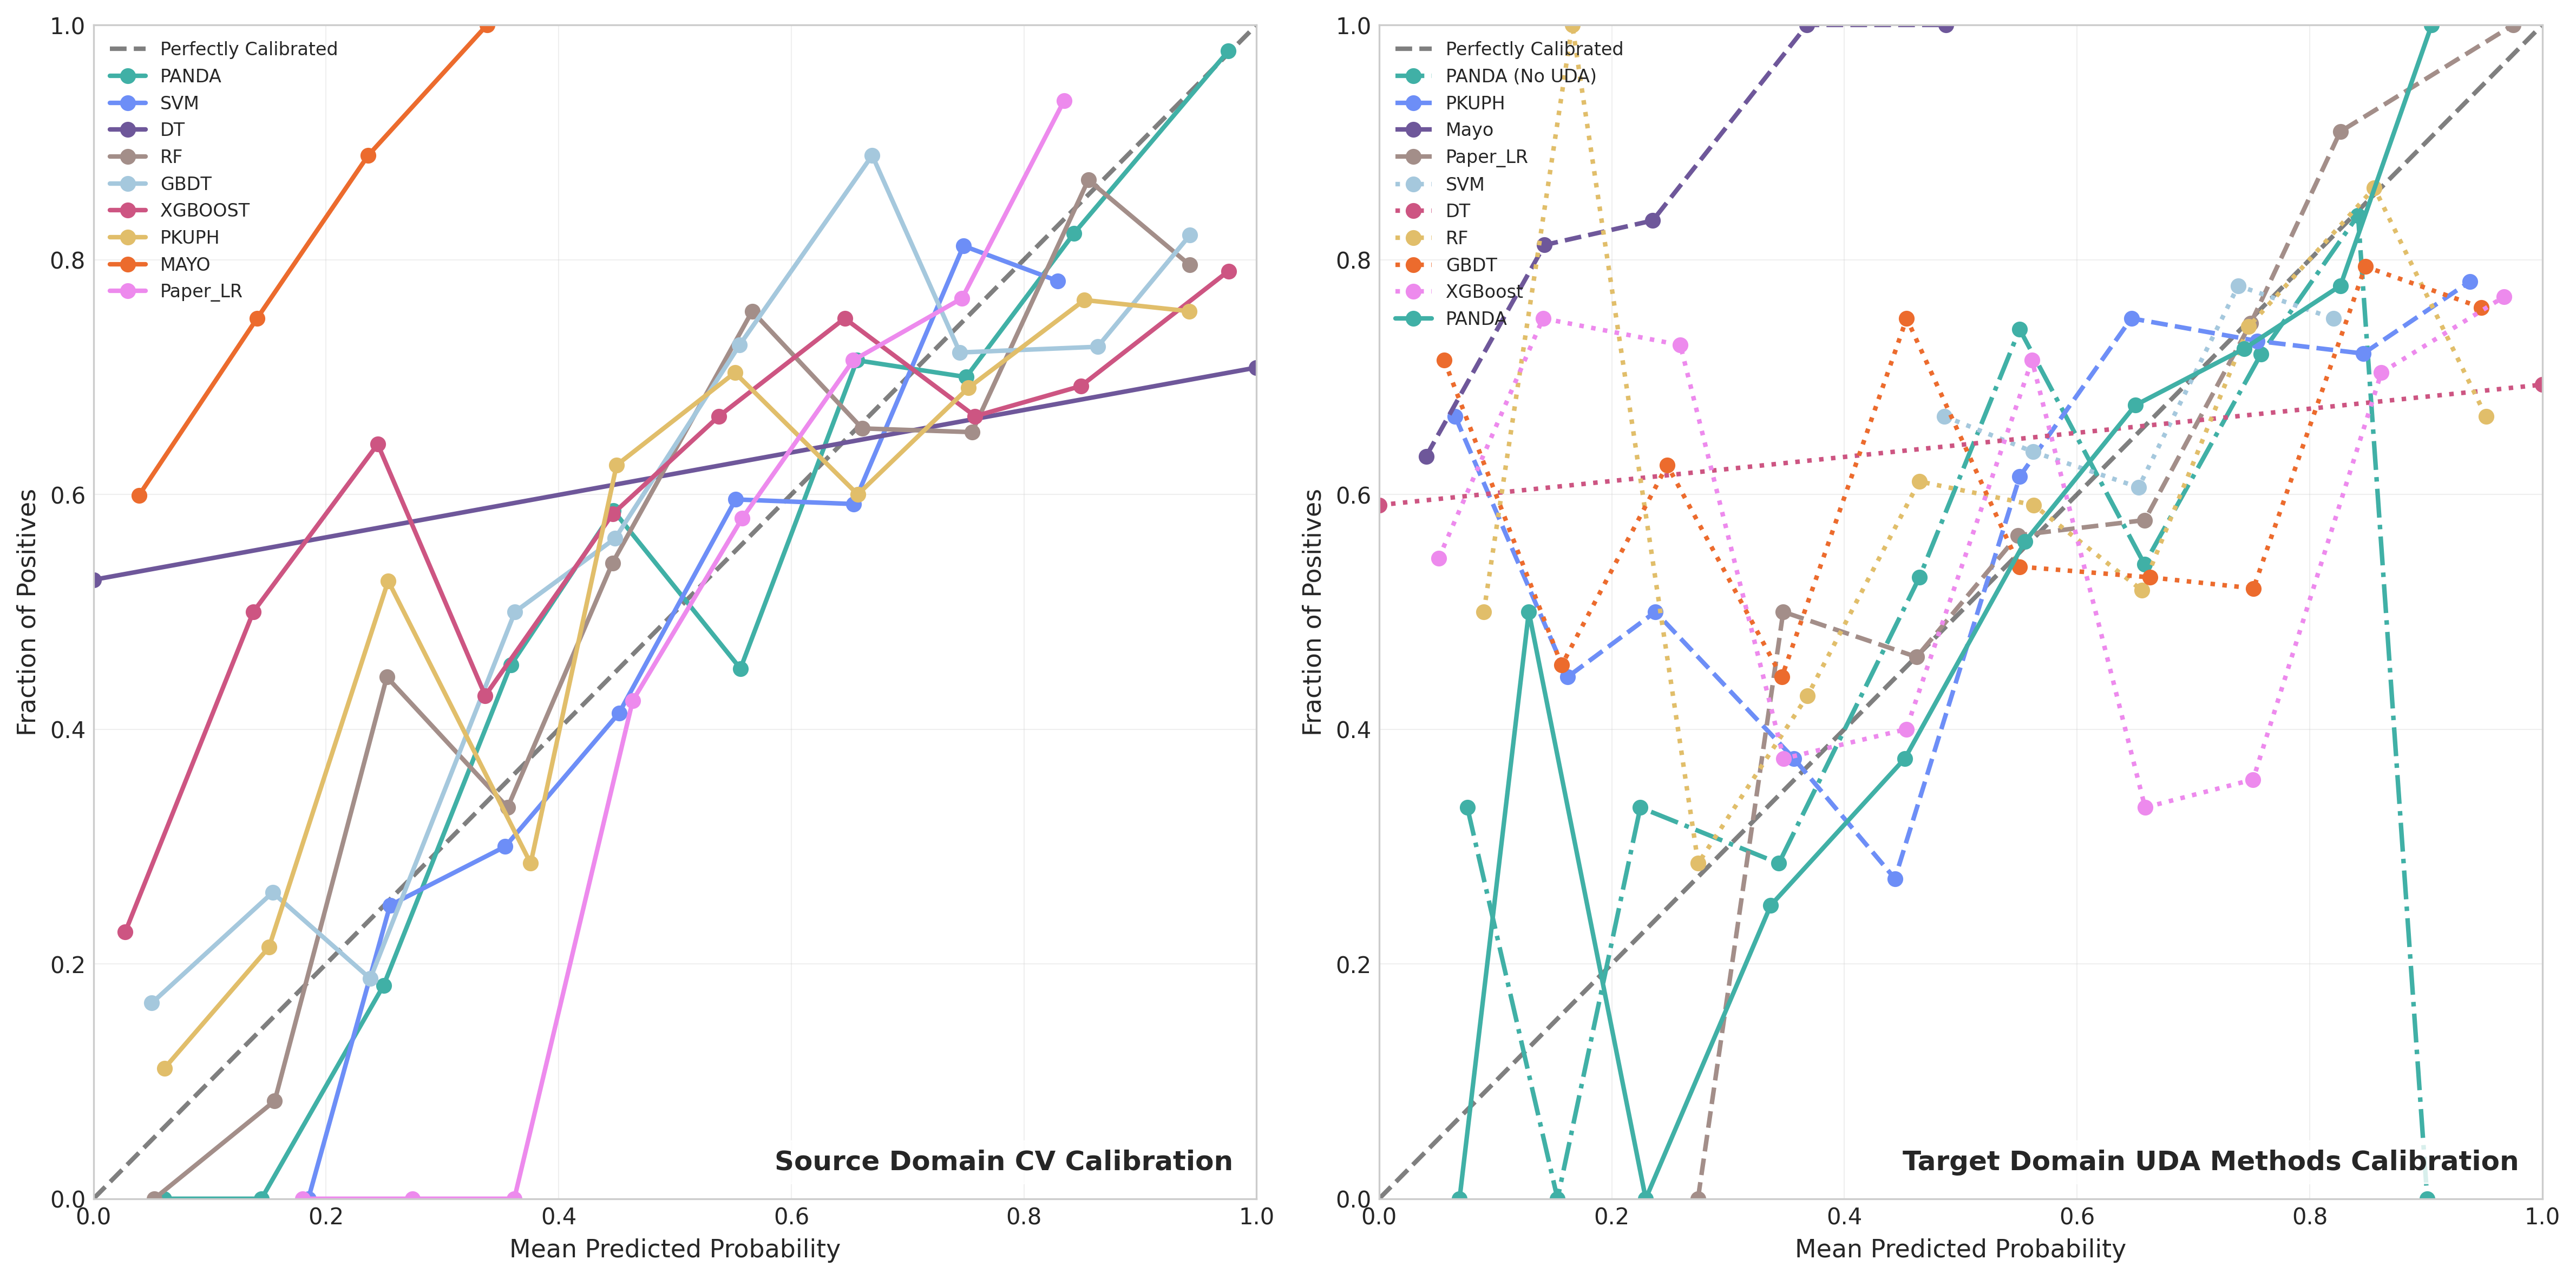 1.0
0.8
0.6
0.4
0.2
0.0
Fraction of Positives
Perfectly Calibrated
PANDA
SVM
DT
RF
GBDT
XGBOOST
PKUPH
MAYO
Paper_LR
Source Domain CV Calibration
0.0 0.2 0.4 0.6 0.8 1.0
Mean Predicted Probability
1.0
0.8
0.6
0.4
0.2
0.0
Fraction of Positives
Perfectly Calibrated
PANDA (No UDA)
PKUPH
Mayo
Paper_LR
SVM
DT
RF
GBDT
XGBoost
PANDA
Target Domain UDA Methods Calibration
0.0 0.2 0.4 0.6 0.8 1.0
Mean Predicted Probability